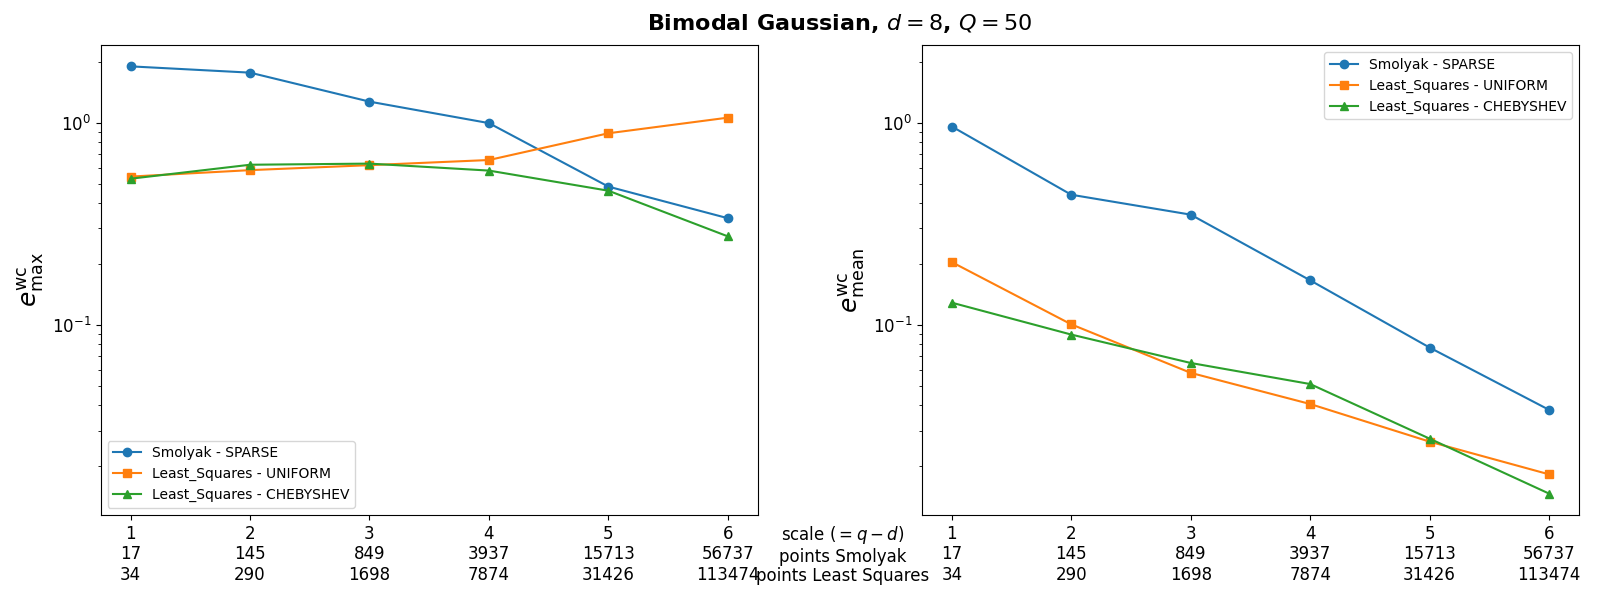 Bimodal Gaussian, d = 8, Q = 50
e^wc_max
10^0
10^-1
Smolyak - SPARSE
Least_Squares - UNIFORM
Least_Squares - CHEBYSHEV
1 2 3 4 5 6
17 145 849 3937 15713 56737
34 290 1698 7874 31426 113474
scale (= q − d)
points Smolyak
points Least Squares
e^wc_mean
10^0
10^-1
Smolyak - SPARSE
Least_Squares - UNIFORM
Least_Squares - CHEBYSHEV
1 2 3 4 5 6
17 145 849 3937 15713 56737
34 290 1698 7874 31426 113474